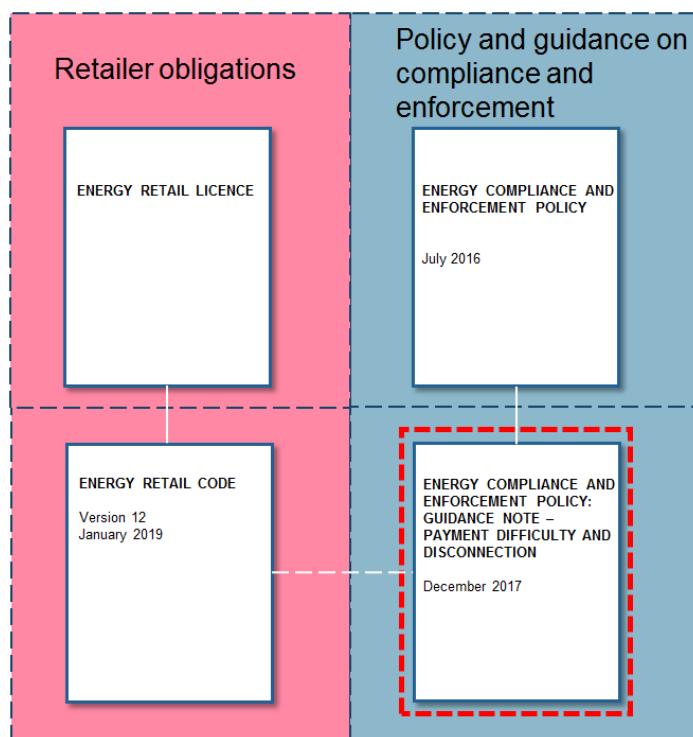 Retailer obligations
Policy and guidance on
compliance and
enforcement
ENERGY RETAIL LICENCE
ENERGY COMPLIANCE AND
ENFORCEMENT POLICY
July 2016
ENERGY RETAIL CODE
Version 12
January 2019
ENERGY COMPLIANCE AND
ENFORCEMENT POLICY:
GUIDANCE NOTE –
PAYMENT DIFFICULTY AND
DISCONNECTION
December 2017